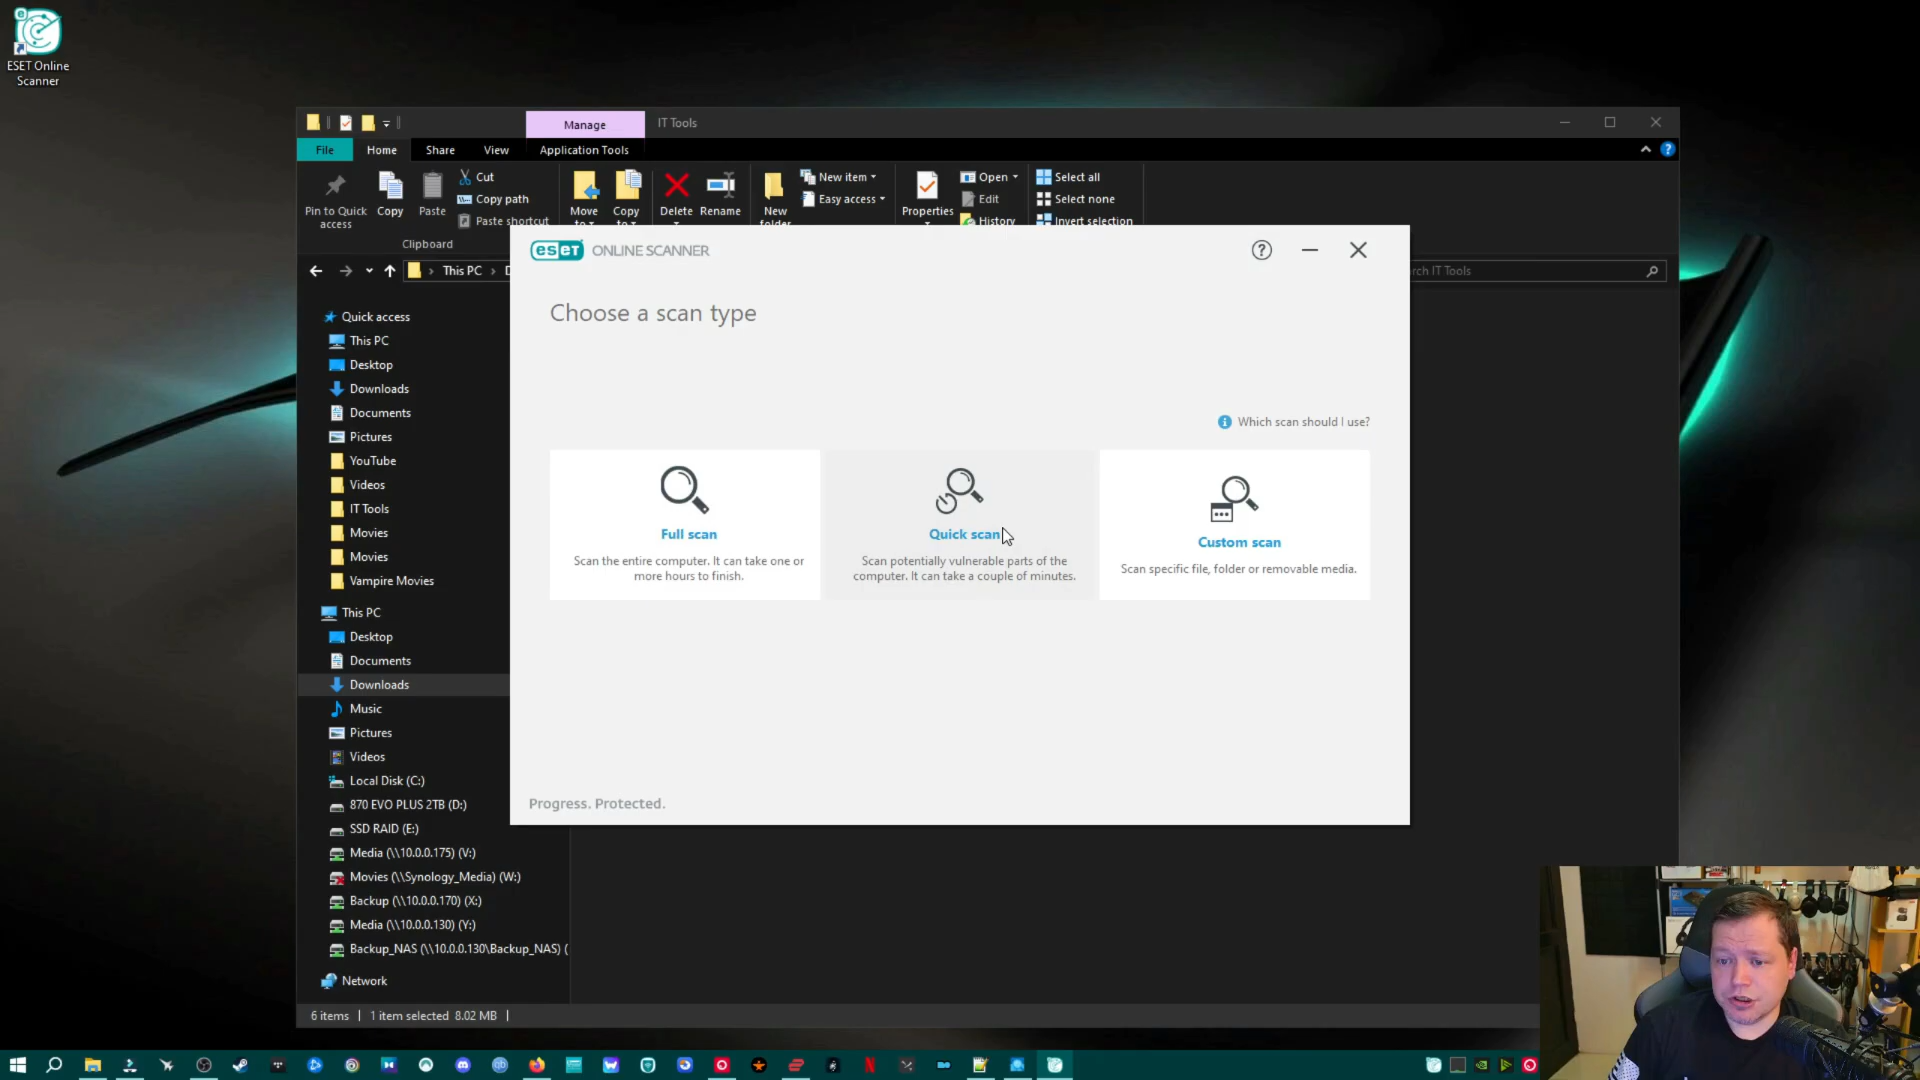 ESET Online
Scanner
Manage
IT Tools
File
Home
Share
View
Application Tools
Pin to Quick
access
Copy
Paste
Cut
Copy path
Paste shortcut
Move
to
Copy
to
Delete
Rename
New
folder
New item
Easy access
Properties
Open
Edit
History
Select all
Select none
Invert selection
Clipboard
This PC
IT Tools
Quick access
This PC
Desktop
Downloads
Documents
Pictures
YouTube
Videos
IT Tools
Movies
Movies
Vampire Movies
This PC
Desktop
Documents
Downloads
Music
Pictures
Videos
Local Disk (C:)
870 EVO PLUS 2TB (D:)
SSD RAID (E:)
Media (\\10.0.0.175) (V:)
Movies (\\Synology_Media) (W:)
Backup (\\10.0.0.170) (X:)
Media (\\10.0.0.130) (Y:)
Backup_NAS (\\10.0.0.130\Backup_NAS) (
Network
6 items
1 item selected 8.02 MB
eset ONLINE SCANNER
Choose a scan type
Which scan should I use?
Full scan
Scan the entire computer. It can take one or
more hours to finish.
Quick scan
Scan potentially vulnerable parts of the
computer. It can take a couple of minutes.
Custom scan
Scan specific file, folder or removable media.
Progress. Protected.